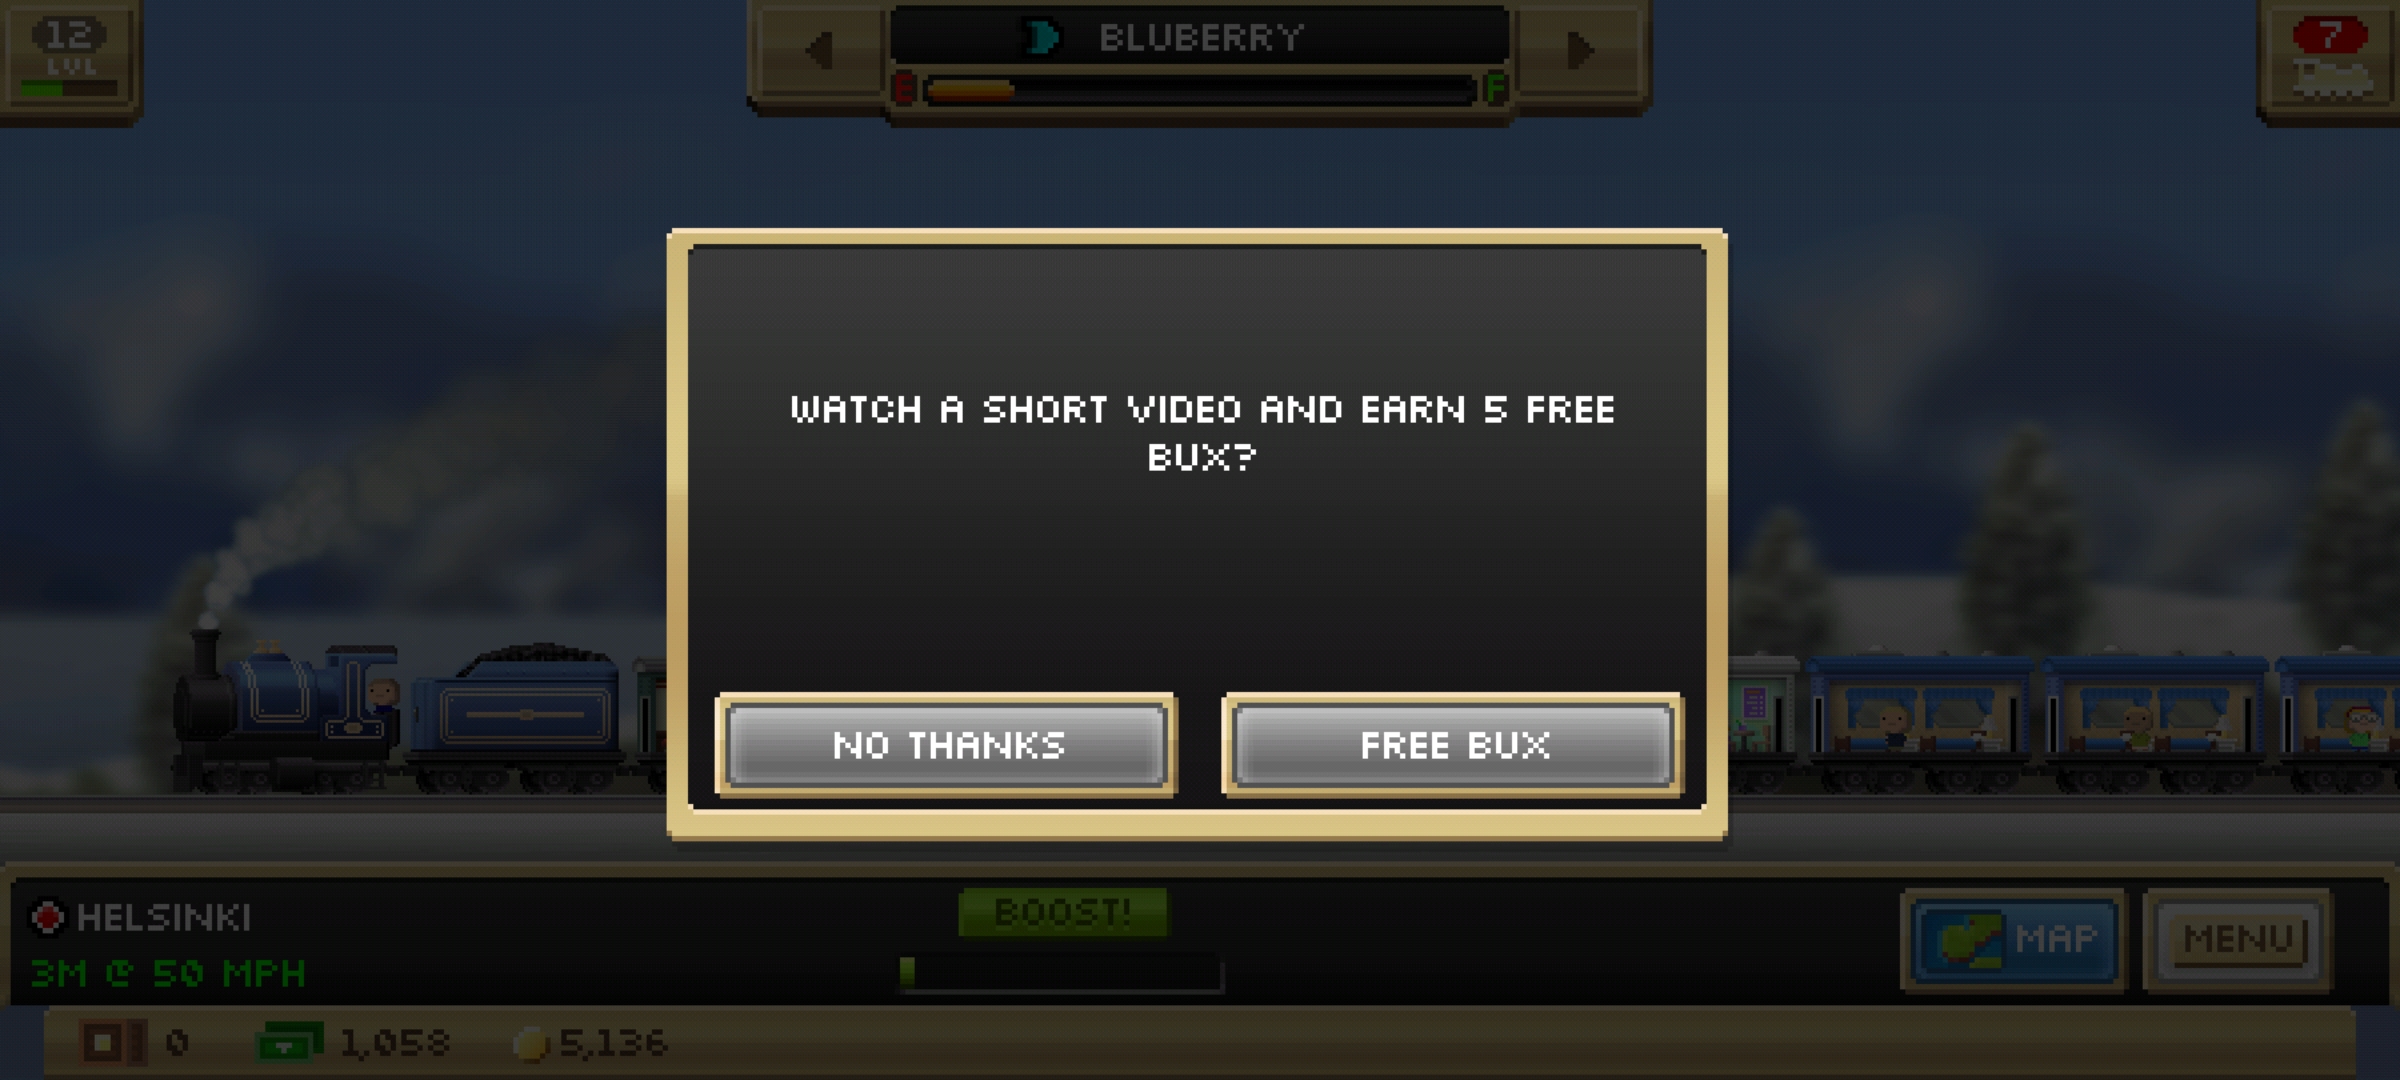 12
LVL
BLUBERRY
E F
7
WATCH A SHORT VIDEO AND EARN 5 FREE
BUX?
NO THANKS
FREE BUX
HELSINKI
3M @ 50 MPH
BOOST!
MAP
MENU
0
1,058
5,136